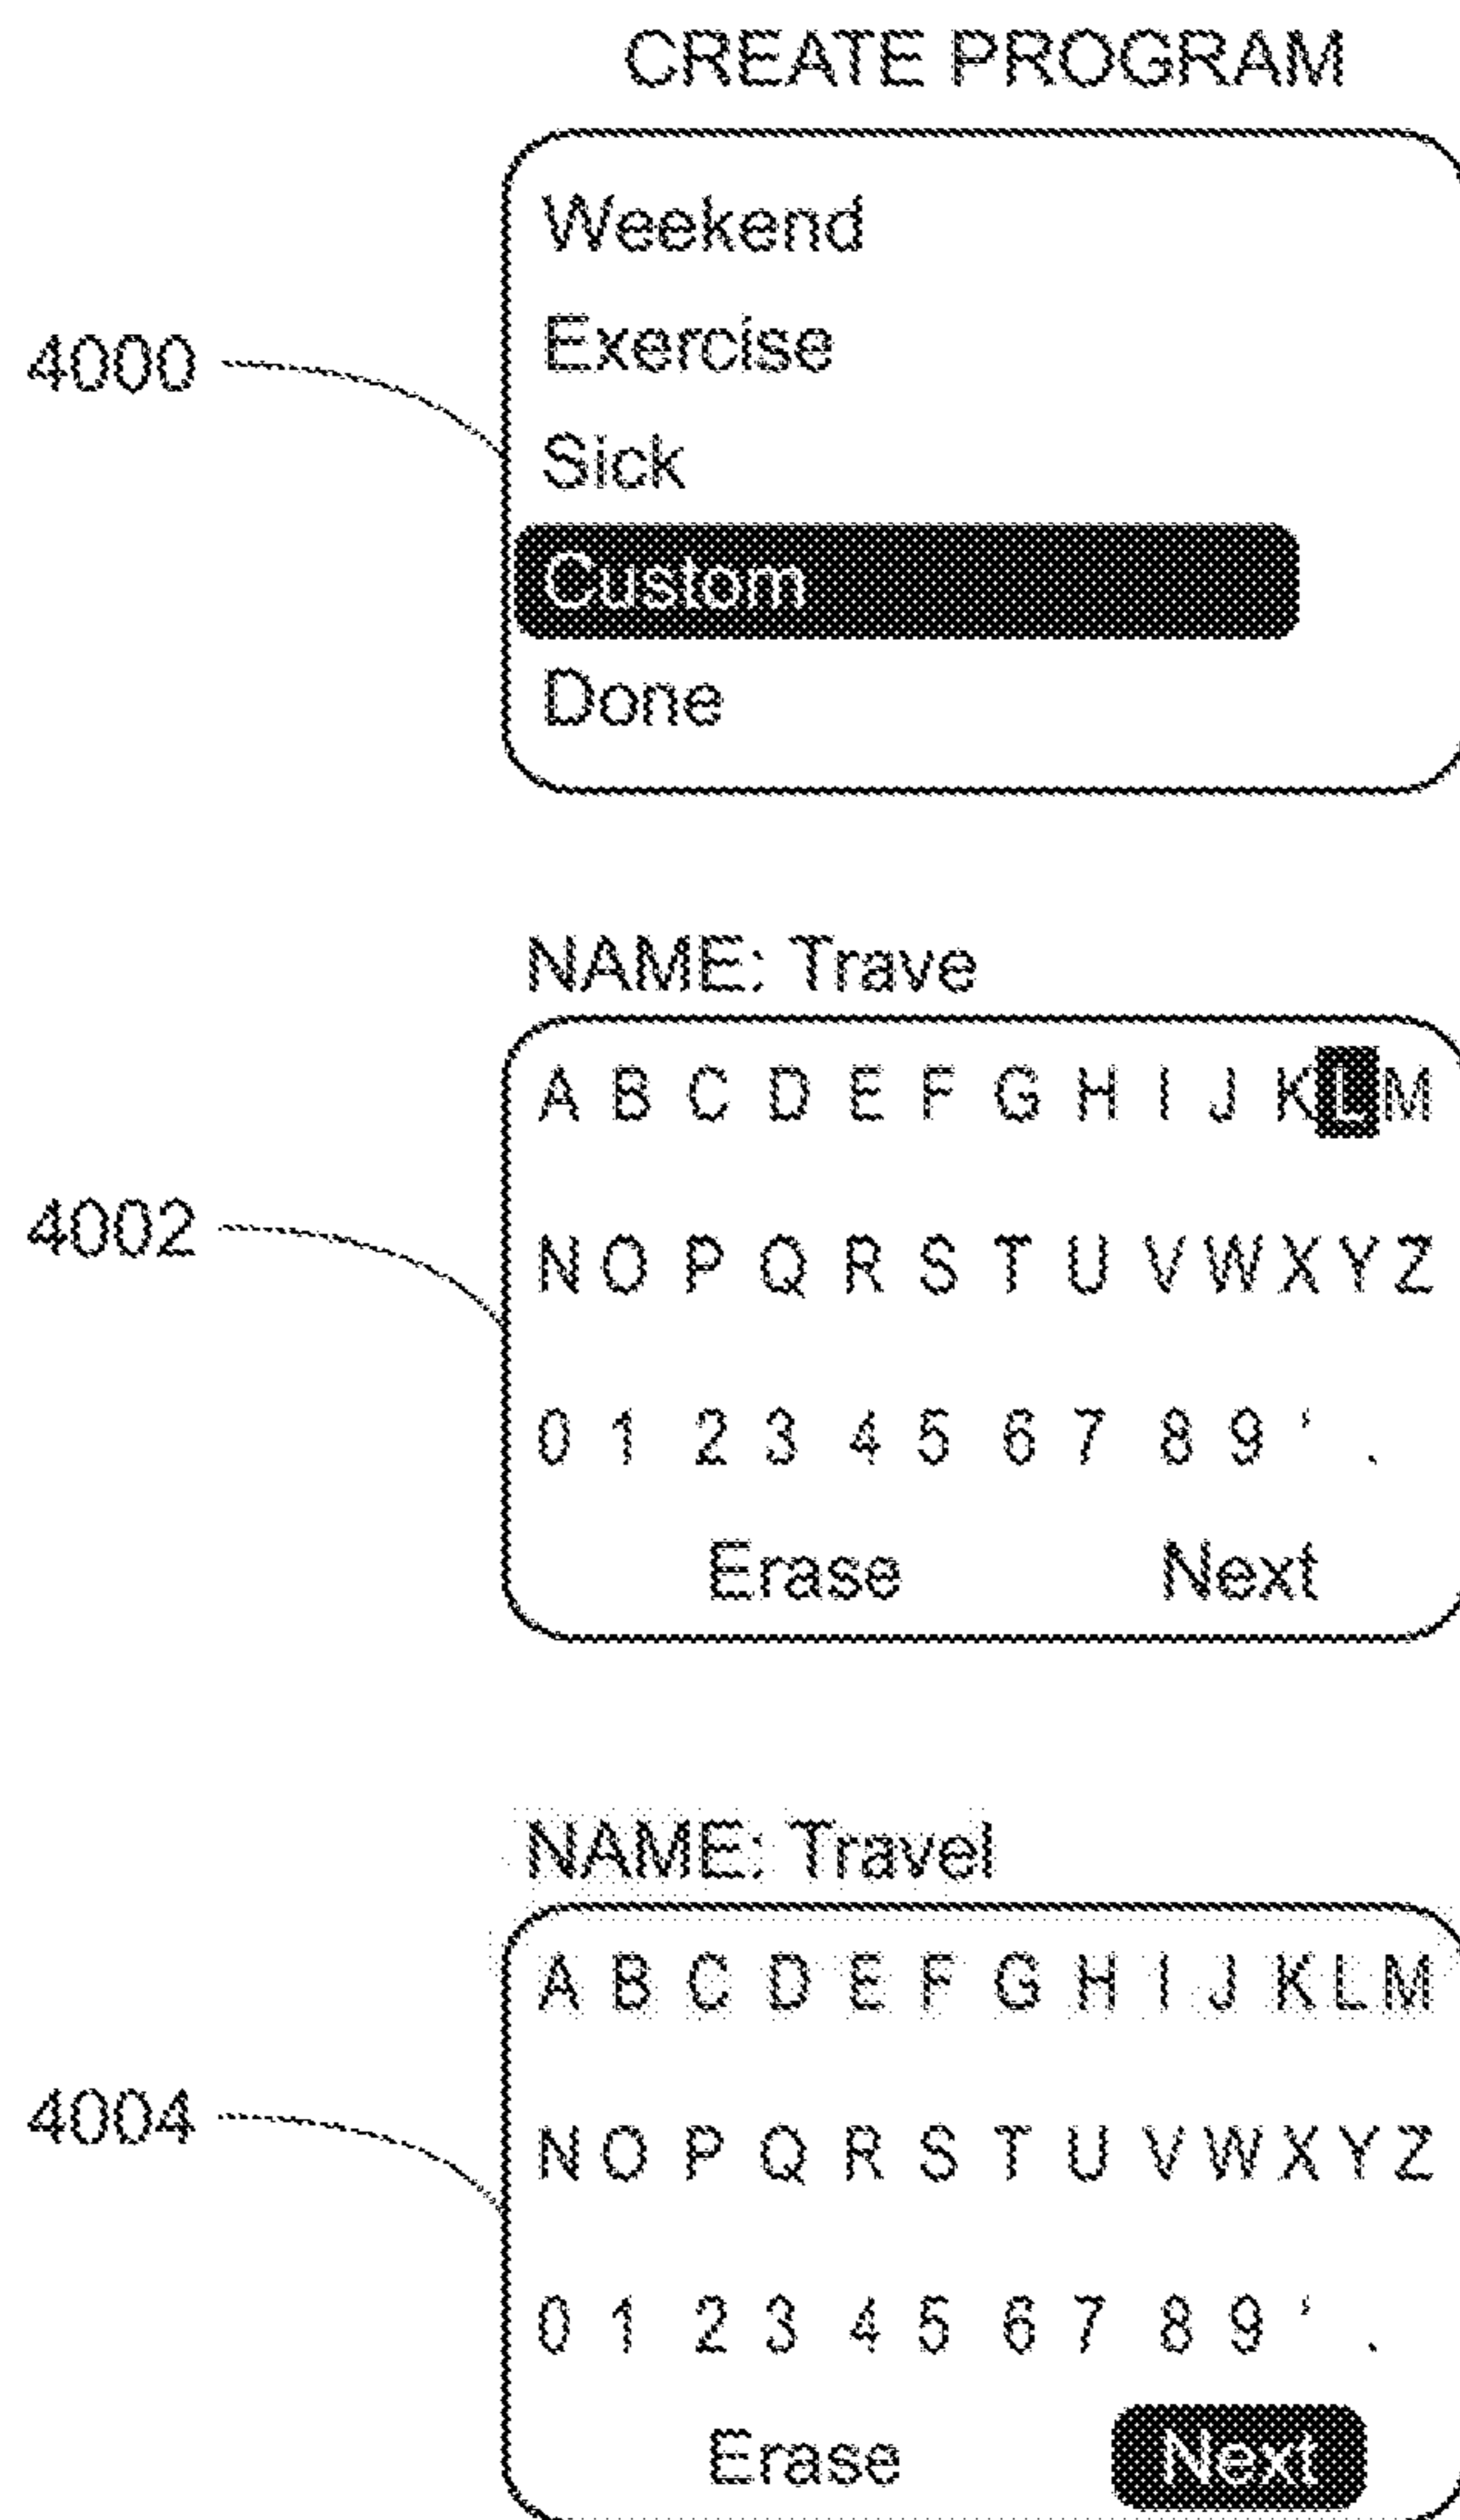 CREATE PROGRAM
Weekend
Exercise
4000
Sick
Custom
Done
NAME: Trave
A B C D E F G H I J K L M
4002
N O P Q R S T U V W X Y Z
0 1 2 3 4 5 6 7 8 9 ' .
Erase Next
NAME: Travel
A B C D E F G H I J K L M
4004
N O P Q R S T U V W X Y Z
0 1 2 3 4 5 6 7 8 9 ' .
Erase Next